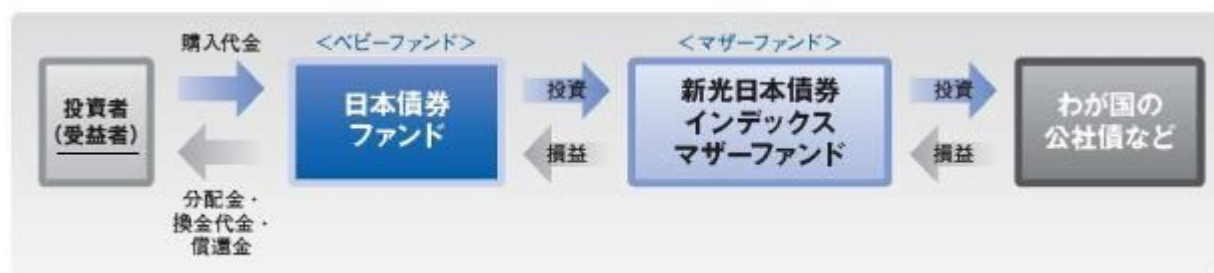 購入代金
<ベビーファンド>
<マザーファンド>
投資者
(受益者)
日本債券
ファンド
投資
損益
新光日本債券
インデックス
マザーファンド
投資
損益
わが国の
公社債など
分配金・
換金代金・
償還金